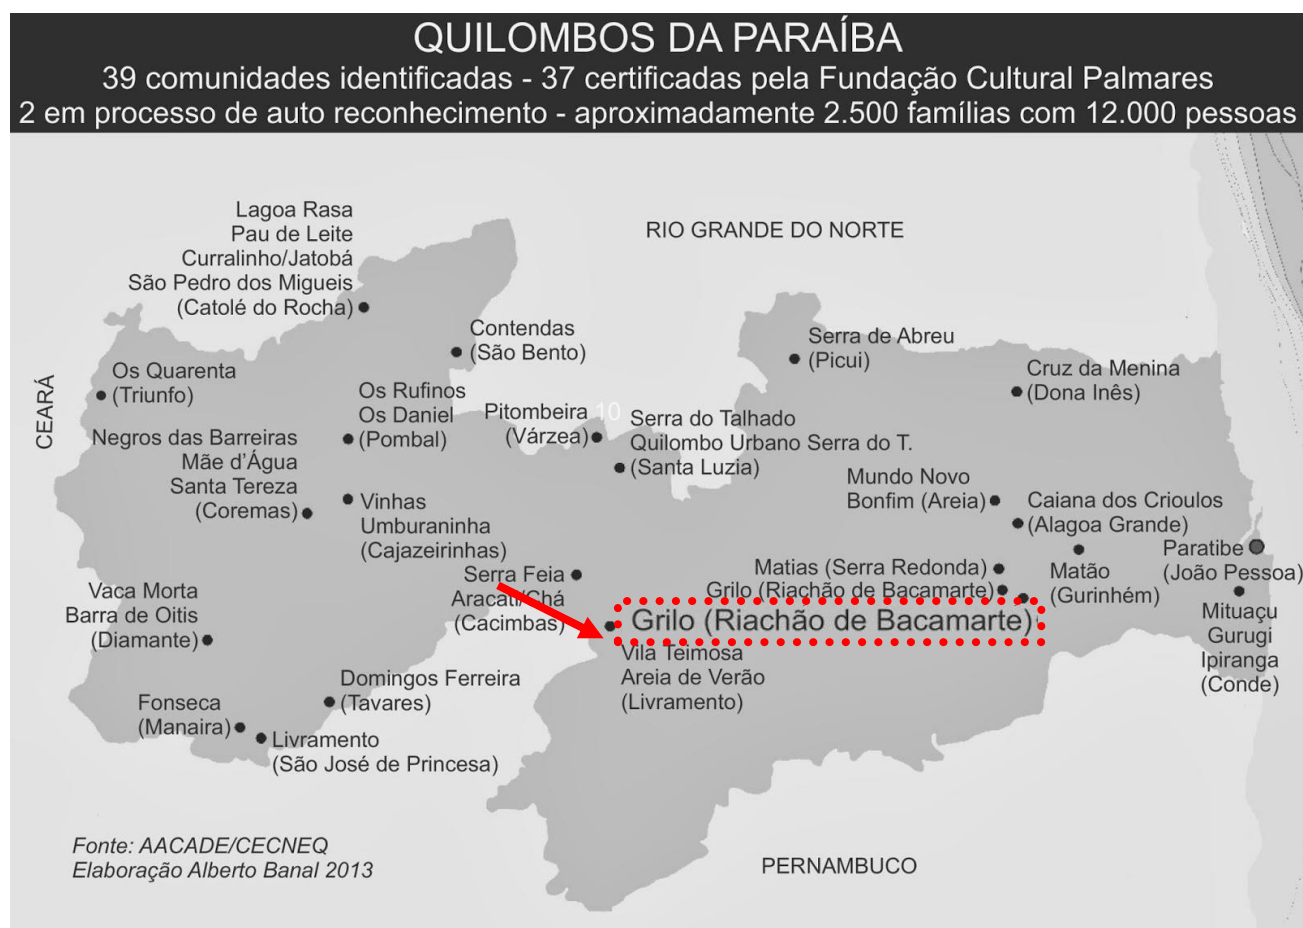 QUILOMBOS DA PARAÍBA
39 comunidades identificadas - 37 certificadas pela Fundação Cultural Palmares
2 em processo de auto reconhecimento - aproximadamente 2.500 famílias com 12.000 pessoas
Lagoa Rasa
Pau de Leite
Curralinho/Jatobá
São Pedro dos Migueis
(Catolé do Rocha)
RIO GRANDE DO NORTE
Contendas
(São Bento)
Serra de Abreu
(Picui)
Cruz da Menina
(Dona Inês)
CEARÁ
Os Quarenta
(Triunfo)
Os Rufinos
Os Daniel
(Pombal)
Pitombeira
(Várzea)
10
Serra do Talhado
Quilombo Urbano Serra do T.
(Santa Luzia)
Negros das Barreiras
Mãe d'Água
Santa Tereza
(Coremas)
Vinhas
Umburaninha
(Cajazeirinhas)
Mundo Novo
Bonfim (Areia)
Caiana dos Crioulos
(Alagoa Grande)
Paratibe
(João Pessoa)
Matão
(Gurinhém)
Matias (Serra Redonda)
Grilo (Riachão de Bacamarte)
Grilo (Riachão de Bacamarte)
Serra Feia
Aracati/Chá
(Cacimbas)
Vaca Morta
Barra de Oitis
(Diamante)
Vila Teimosa
Areia de Verão
(Livramento)
Mituaçu
Gurugi
Ipiranga
(Conde)
Domingos Ferreira
(Tavares)
Fonseca
(Manaira)
Livramento
(São José de Princesa)
Fonte: AACADE/CECNEQ
Elaboração Alberto Banal 2013
PERNAMBUCO